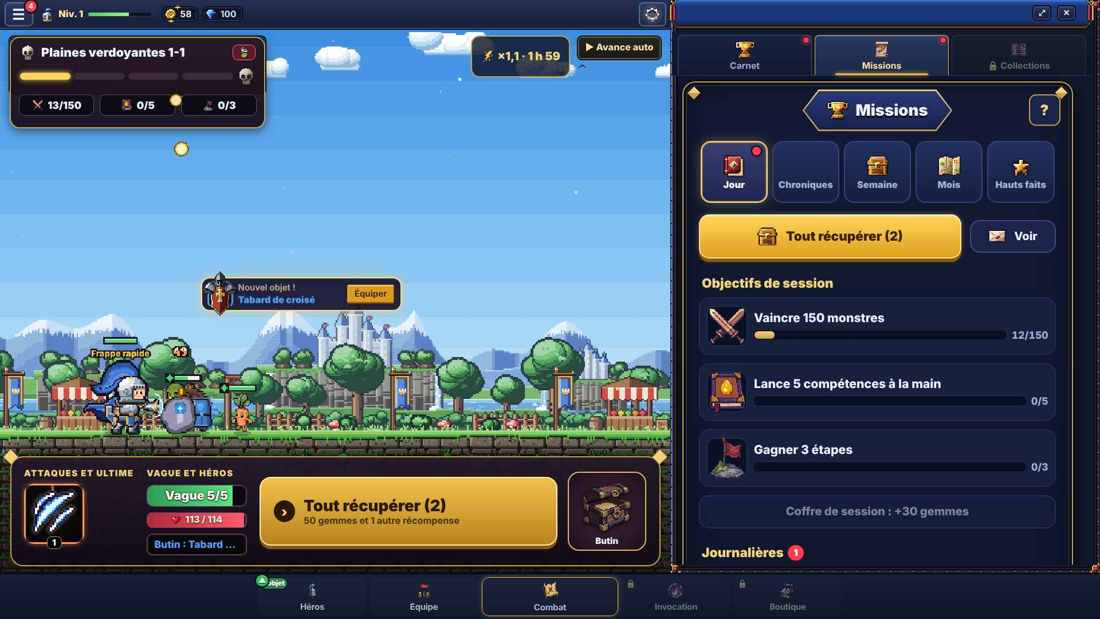 4
Niv. 1
58
100
Plaines verdoyantes 1-1
13/150
0/5
0/3
×1,1 · 1 h 59
Avance auto
Nouvel objet !
Tabard de croisé
Équiper
Frappe rapide
49
ATTAQUES ET ULTIME
1
VAGUE ET HÉROS
Vague 5/5
113 / 114
Butin : Tabard ...
Tout récupérer (2)
50 gemmes et 1 autre récompense
Butin
objet
Héros
Équipe
Combat
Invocation
Boutique
Carnet
Missions
Collections
Missions
?
Jour
Chroniques
Semaine
Mois
Hauts faits
Tout récupérer (2)
Voir
Objectifs de session
Vaincre 150 monstres
12/150
Lance 5 compétences à la main
0/5
Gagner 3 étapes
0/3
Coffre de session : +30 gemmes
Journalières 1